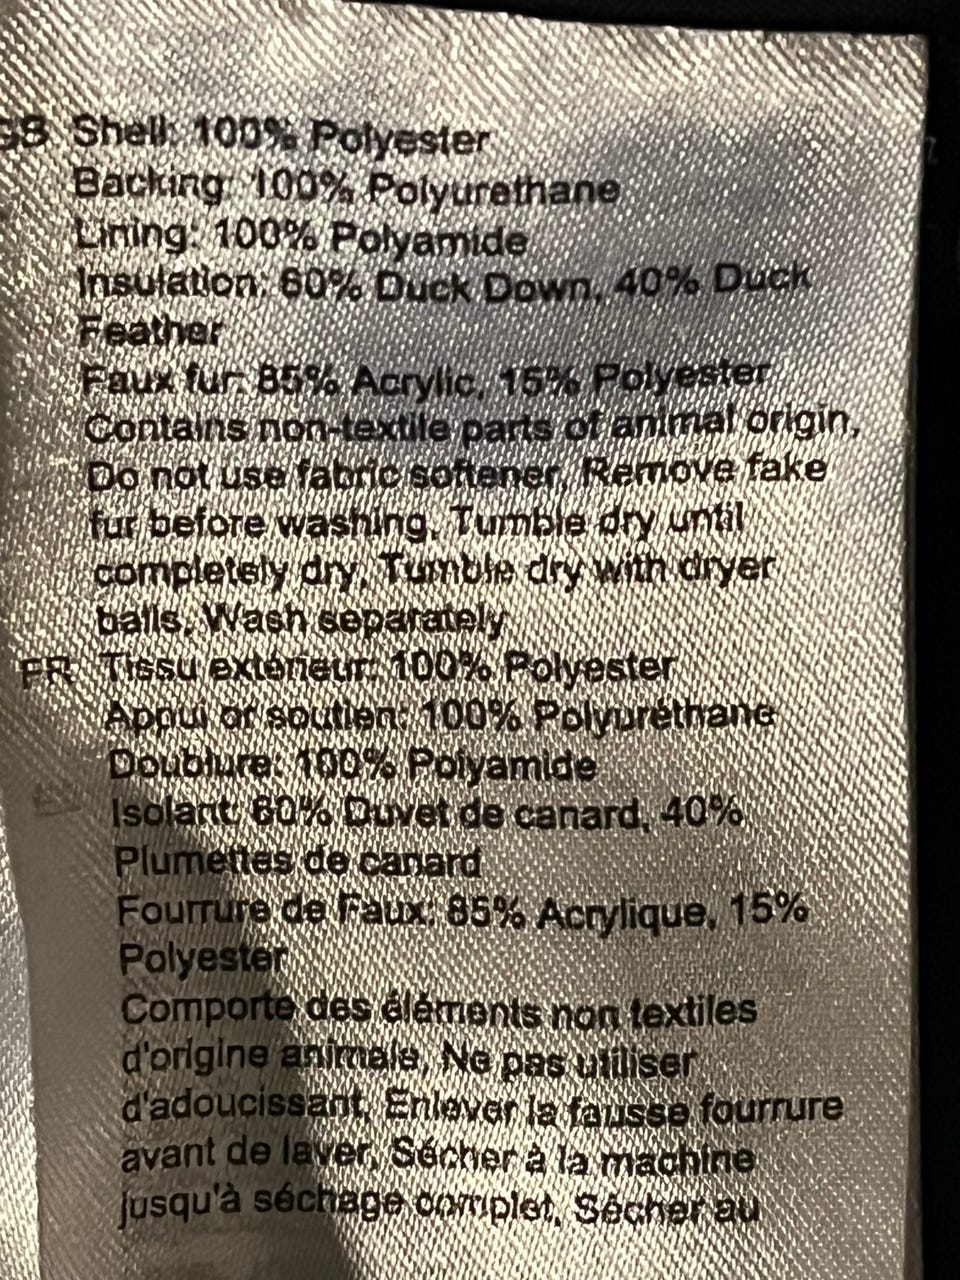 GB Shell: 100% Polyester
Backing: 100% Polyurethane
Lining: 100% Polyamide
Insulation: 60% Duck Down, 40% Duck
Feather
Faux fur: 85% Acrylic, 15% Polyester
Contains non-textile parts of animal origin,
Do not use fabric softener, Remove fake
fur before washing, Tumble dry until
completely dry, Tumble dry with dryer
balls, Wash separately
FR Tissu extérieur: 100% Polyester
Appui or soutien: 100% Polyuréthane
Doublure: 100% Polyamide
Isolant: 60% Duvet de canard, 40%
Plumettes de canard
Fourrure de Faux: 85% Acrylique, 15%
Polyester
Comporte des éléments non textiles
d'origine animale, Ne pas utiliser
d'adoucissant, Enlever la fausse fourrure
avant de laver, Sécher à la machine
jusqu'à séchage complet, Sécher au